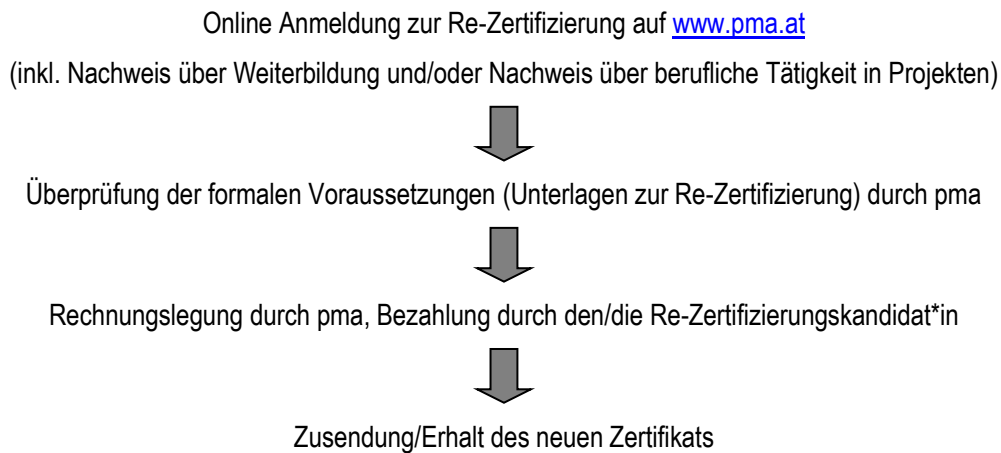 Online Anmeldung zur Re-Zertifizierung auf www.pma.at
(inkl. Nachweis über Weiterbildung und/oder Nachweis über berufliche Tätigkeit in Projekten)
Überprüfung der formalen Voraussetzungen (Unterlagen zur Re-Zertifizierung) durch pma
Rechnungslegung durch pma, Bezahlung durch den/die Re-Zertifizierungskandidat*in
Zusendung/Erhalt des neuen Zertifikats